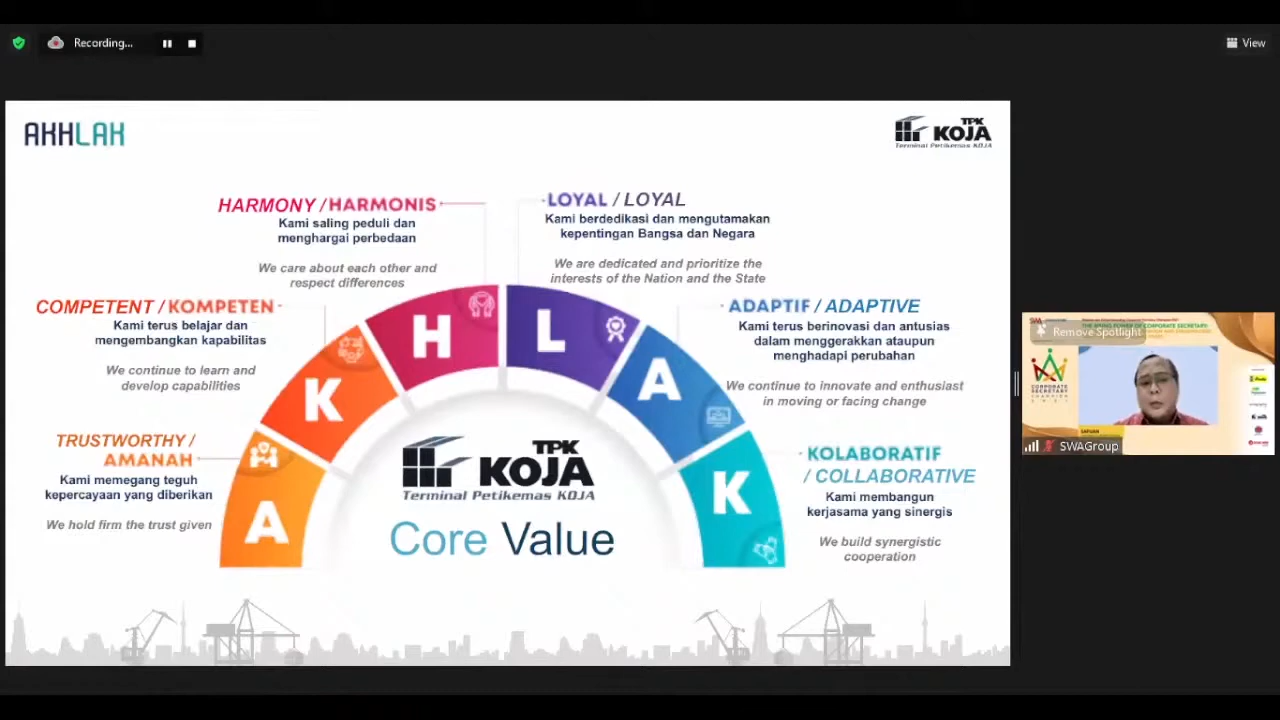 Recording...
View
AKHLAK
TPK
KOJA
Terminal Petikemas KOJA
HARMONY / HARMONIS
Kami saling peduli dan
menghargai perbedaan
We care about each other and
respect differences
LOYAL / LOYAL
Kami berdedikasi dan mengutamakan
kepentingan Bangsa dan Negara
We are dedicated and prioritize the
interests of the Nation and the State
COMPETENT / KOMPETEN
Kami terus belajar dan
mengembangkan kapabilitas
We continue to learn and
develop capabilities
ADAPTIF / ADAPTIVE
Kami terus berinovasi dan antusias
dalam menggerakkan ataupun
menghadapi perubahan
We continue to innovate and enthusiast
in moving or facing change
TRUSTWORTHY /
AMANAH
Kami memegang teguh
kepercayaan yang diberikan
We hold firm the trust given
KOLABORATIF
/ COLLABORATIVE
Kami membangun
kerjasama yang sinergis
We build synergistic
cooperation
A
K
H
L
A
K
TPK
KOJA
Terminal Petikemas KOJA
Core Value
Remove Spotlight
CORPORATE
SECRETARY
SWAGroup